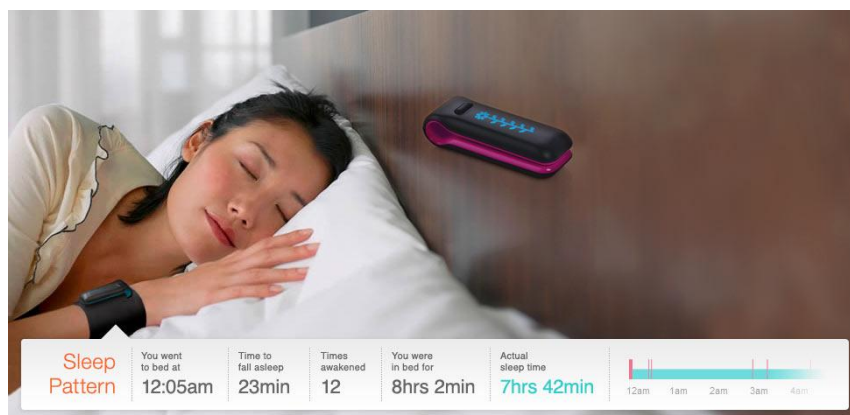 Sleep
Pattern
You went
to bed at
12:05am
Time to
fall asleep
23min
Times
awakened
12
You were
in bed for
8hrs 2min
Actual
sleep time
7hrs 42min
12am 1am 2am 3am 4am